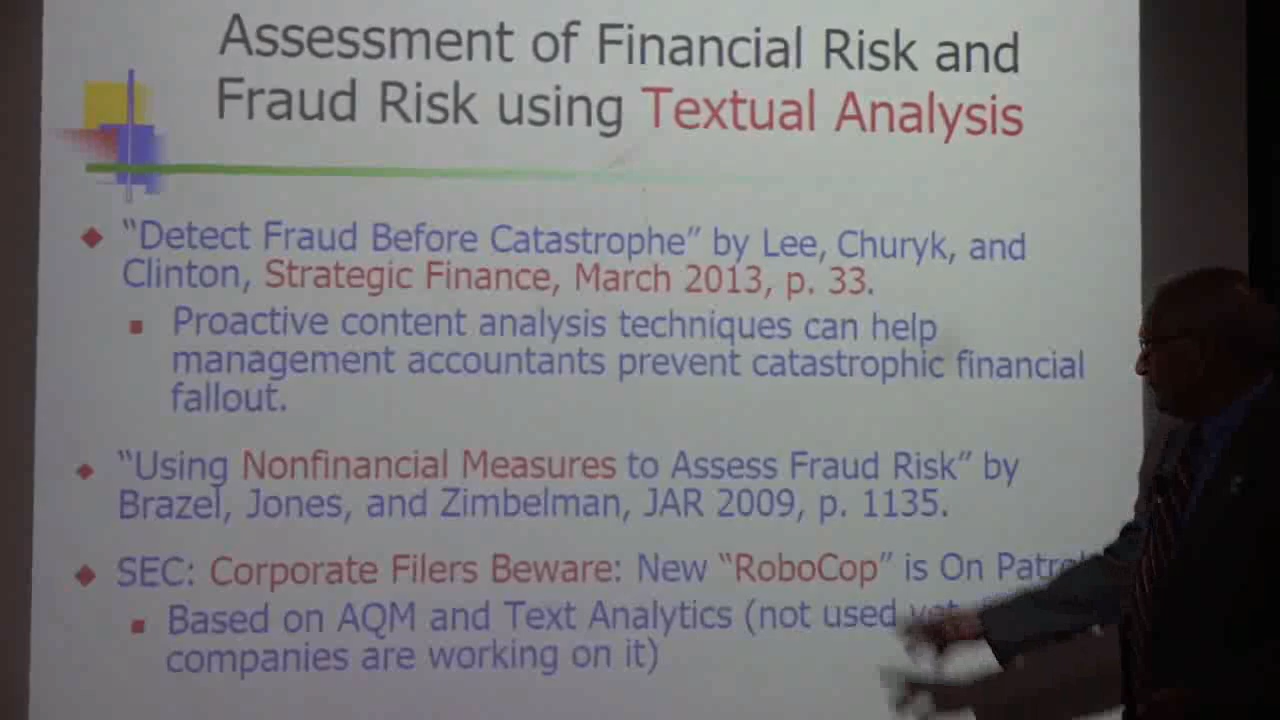 Assessment of Financial Risk and
Fraud Risk using Textual Analysis
“Detect Fraud Before Catastrophe” by Lee, Churyk, and
Clinton, Strategic Finance, March 2013, p. 33.
Proactive content analysis techniques can help
management accountants prevent catastrophic financial
fallout.
“Using Nonfinancial Measures to Assess Fraud Risk” by
Brazel, Jones, and Zimbelman, JAR 2009, p. 1135.
SEC: Corporate Filers Beware: New “RoboCop” is On Patrol
Based on AQM and Text Analytics (not used yet
companies are working on it)